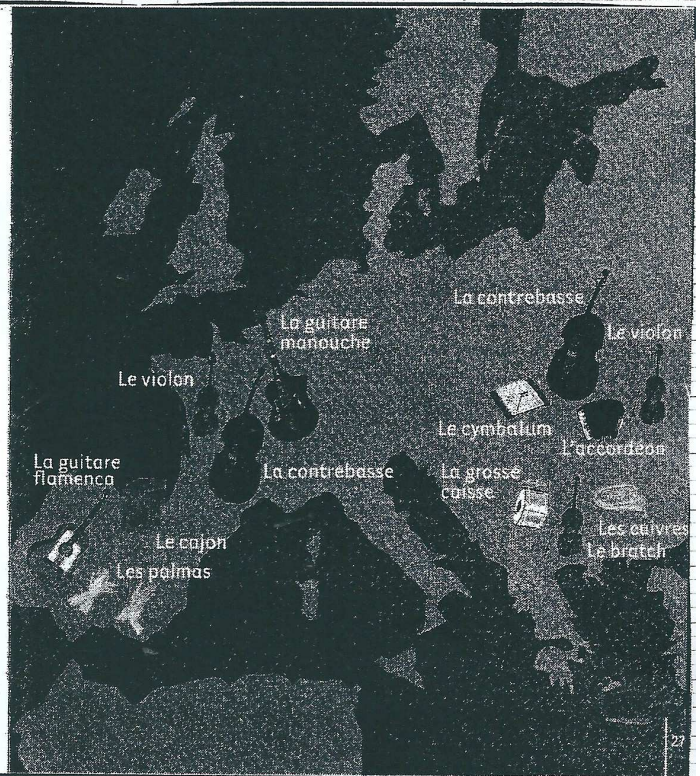 La contrebasse
Le violon
La guitare
manouche
Le violon
Le cymbalum
L'accordéon
La guitare
flamenca
La contrebasse
La grosse
caisse
Les cuivres
Le bratch
Le cajon
Les palmas
27